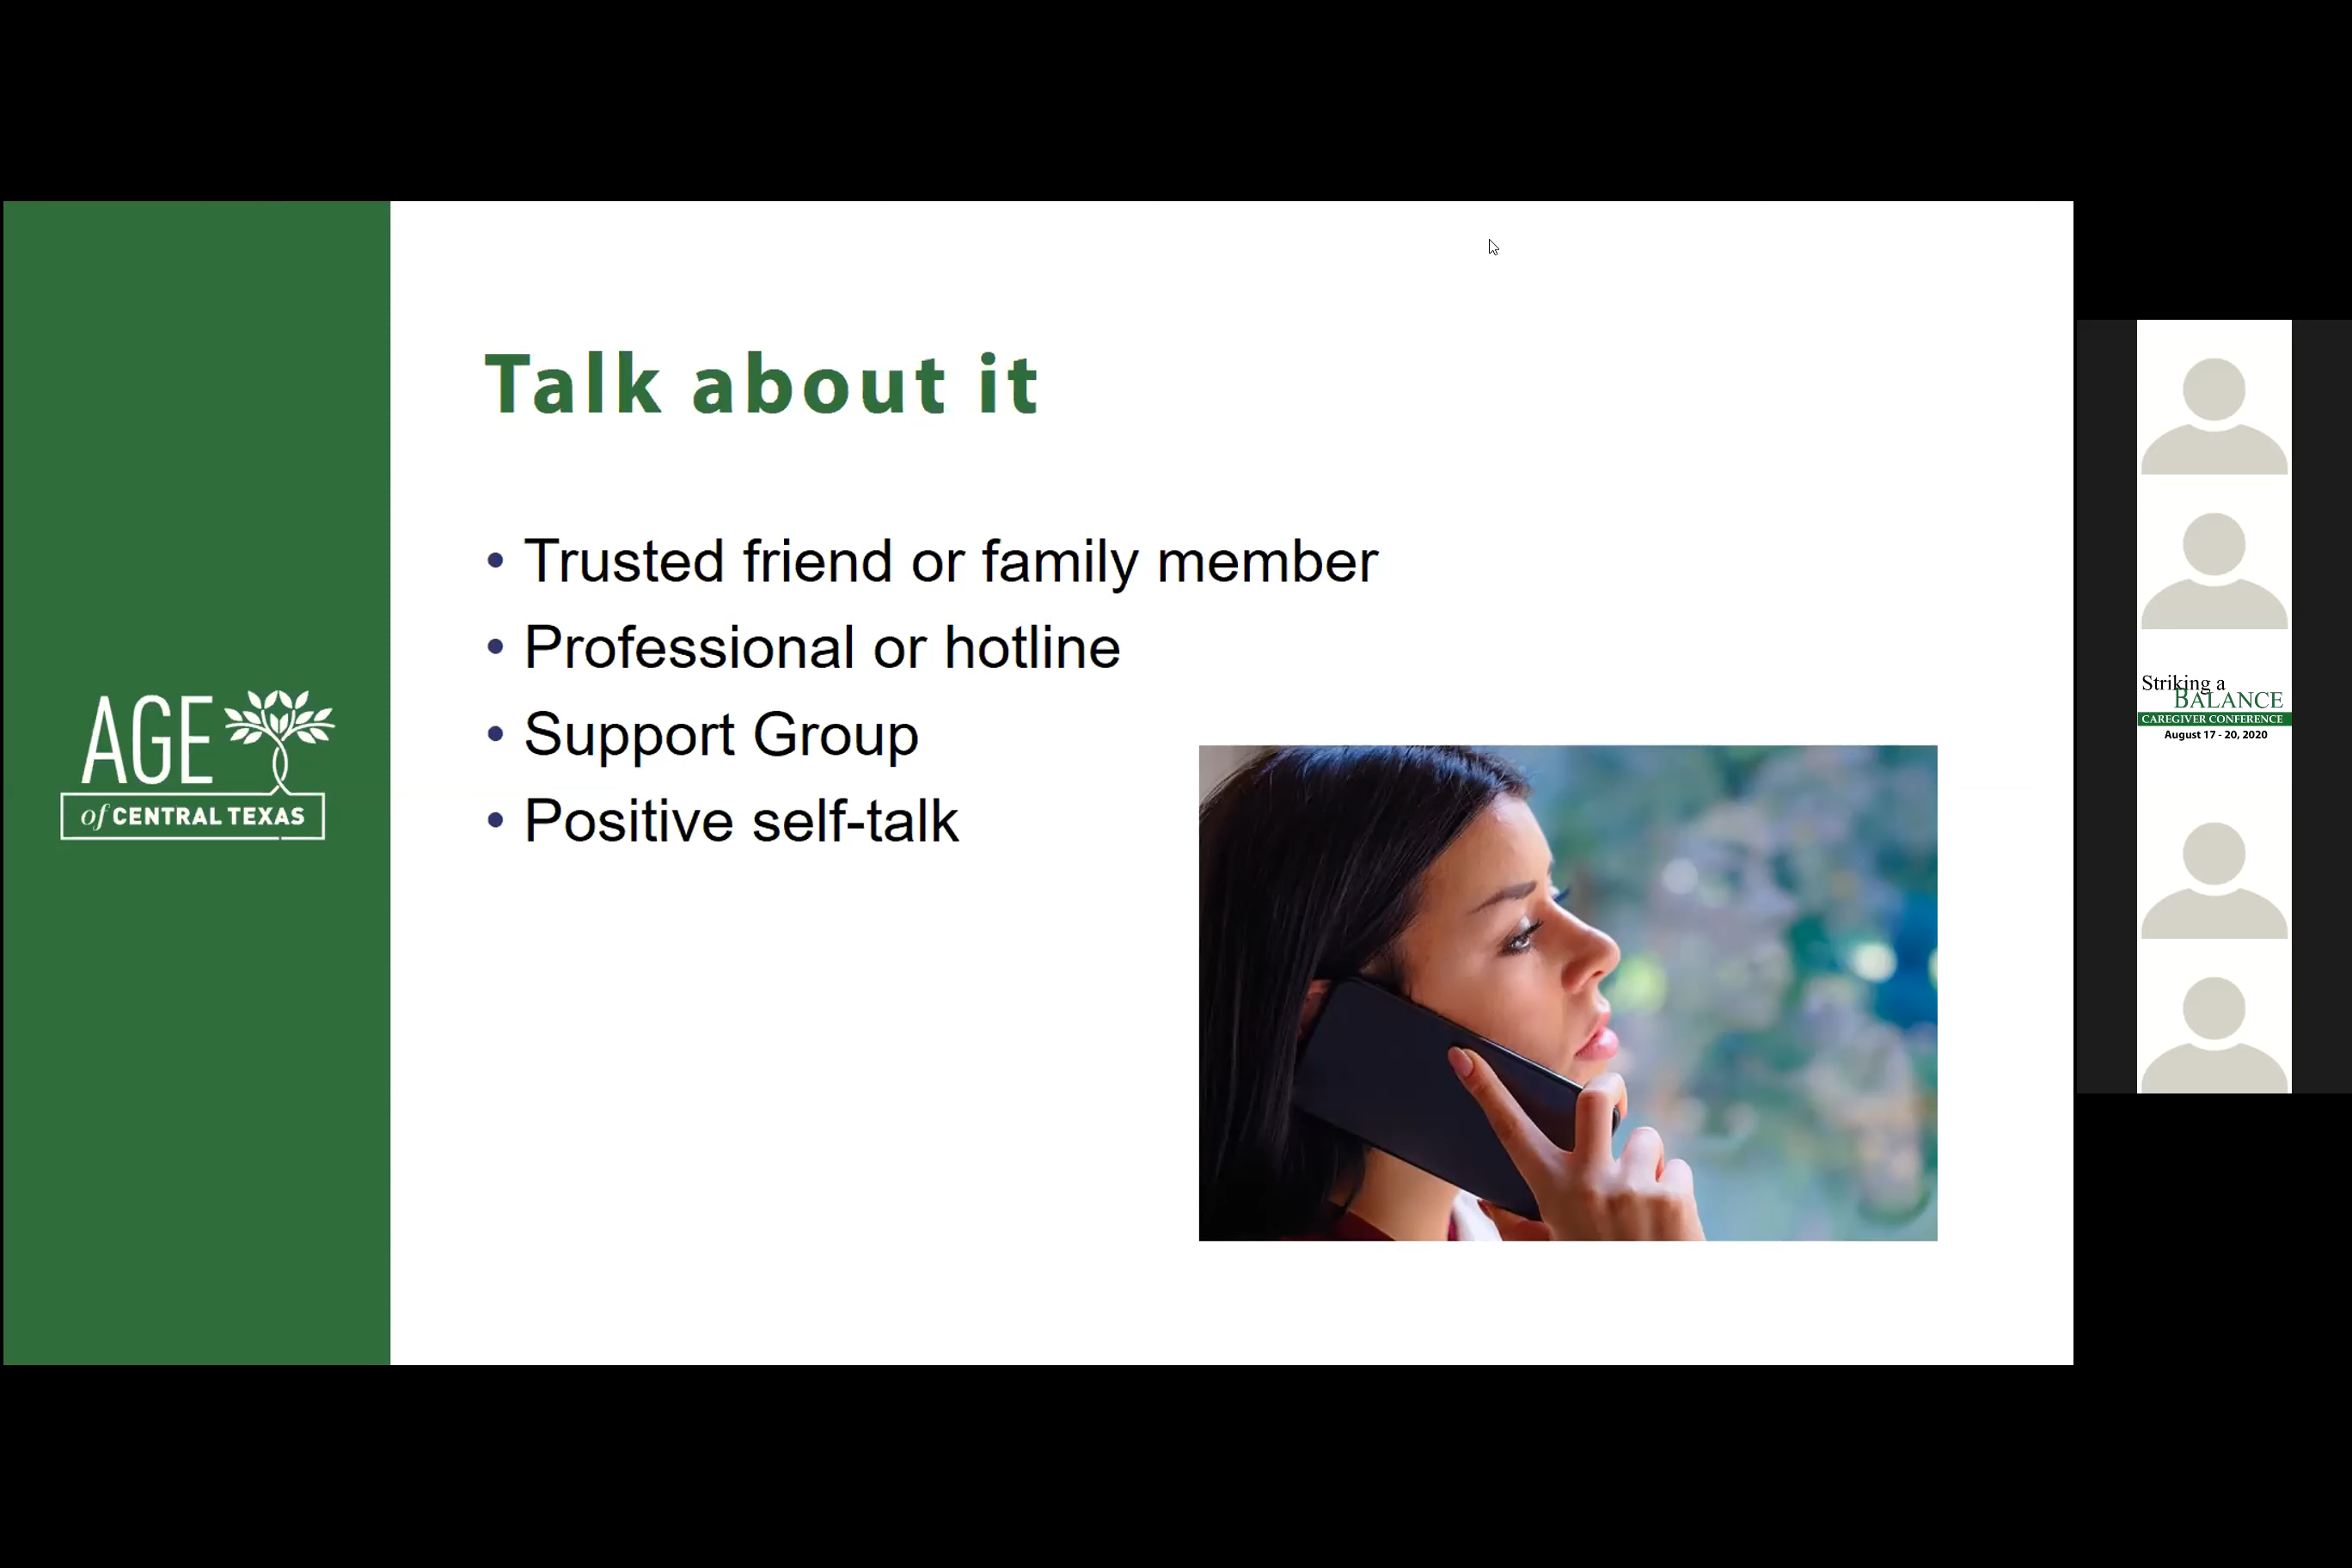 Talk about it
• Trusted friend or family member
• Professional or hotline
• Support Group
• Positive self-talk
AGE
of CENTRAL TEXAS
Striking a
BALANCE
CAREGIVER CONFERENCE
August 17 - 20, 2020